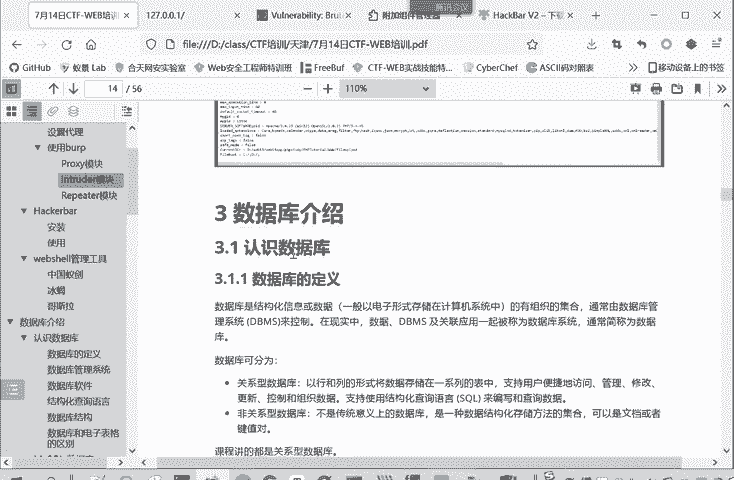 腾讯会议
7月14日CTF-WEB培训.pdf
127.0.0.1/
Vulnerability: Bru
附加组件管理器
HackBar V2 – 下载
file:///D:/class/CTF培训/天津/7月14日CTF-WEB培训.pdf
GitHub
蚁景 Lab
合天网安实验室
Web安全工程师特训班
FreeBuf
CTF-WEB实战技能特...
CyberChef
ASCII码对照表
移动设备上的书签
14 / 56
110%
设置代理
使用burp
Proxy模块
Intruder模块
Repeater模块
Hackerbar
安装
使用
webshell管理工具
中国蚁剑
冰蝎
哥斯拉
数据库介绍
认识数据库
数据库的定义
数据库管理系统
数据库软件
结构化查询语言
数据库结构
数据库和电子表格
的区别
3 数据库介绍
3.1 认识数据库
3.1.1 数据库的定义
数据库是结构化信息或数据（一般以电子形式存储在计算机系统中）的有组织的集合，通常由数据库管
理系统 (DBMS)来控制。在现实中，数据、DBMS 及关联应用一起被称为数据库系统，通常简称为数据
库。
数据库可分为：
关系型数据库：以行和列的形式将数据存储在一系列的表中，支持用户便捷地访问、管理、修改、
更新、控制和组织数据。支持使用结构化查询语言 (SQL) 来编写和查询数据。
非关系型数据库：不是传统意义上的数据库，是一种数据结构化存储方法的集合，可以是文档或者
键值对。
课程讲的都是关系型数据库。